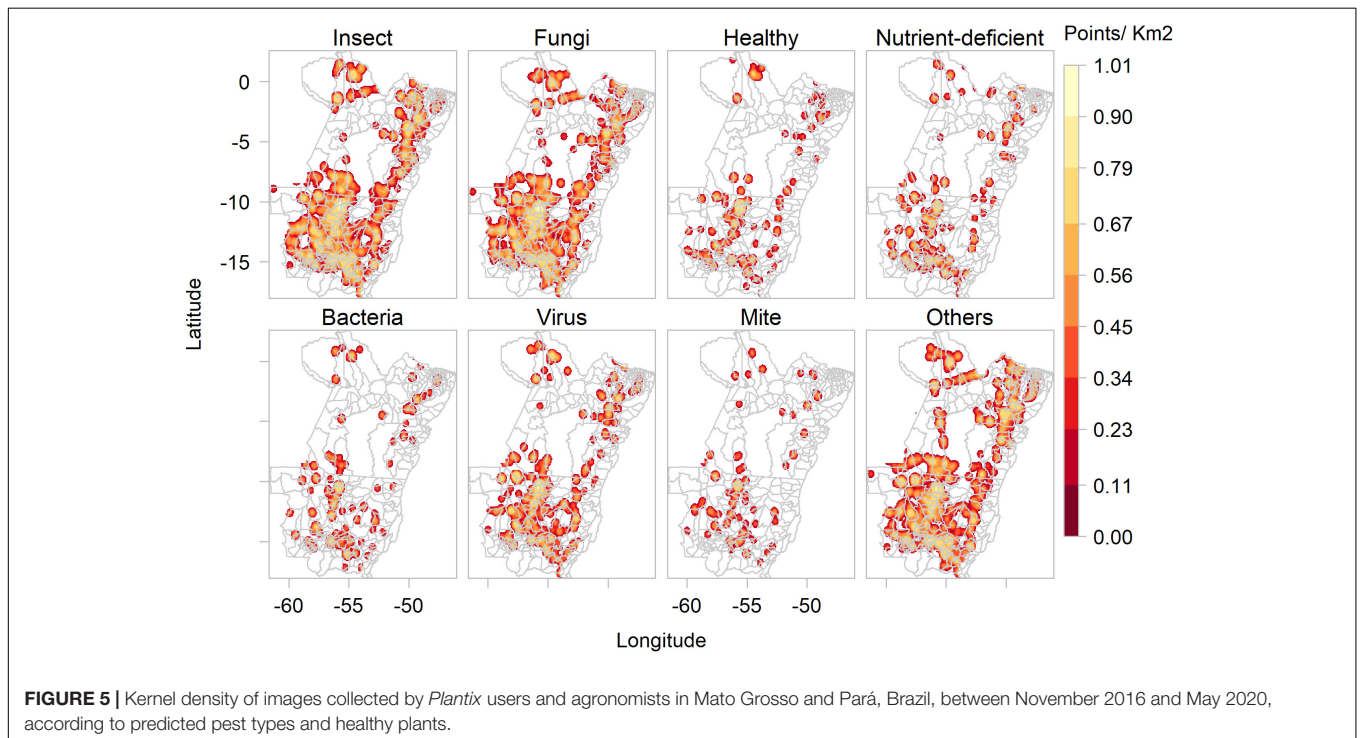 Insect Fungi Healthy Nutrient-deficient Points/ Km2
1.01
0.90
0.79
0.67
0.56
0.45
0.34
0.23
0.11
0.00
0
-5
-10
-15
Latitude
Bacteria Virus Mite Others
-60 -55 -50 -60 -55 -50
Longitude
FIGURE 5 | Kernel density of images collected by Plantix users and agronomists in Mato Grosso and Pará, Brazil, between November 2016 and May 2020,
according to predicted pest types and healthy plants.